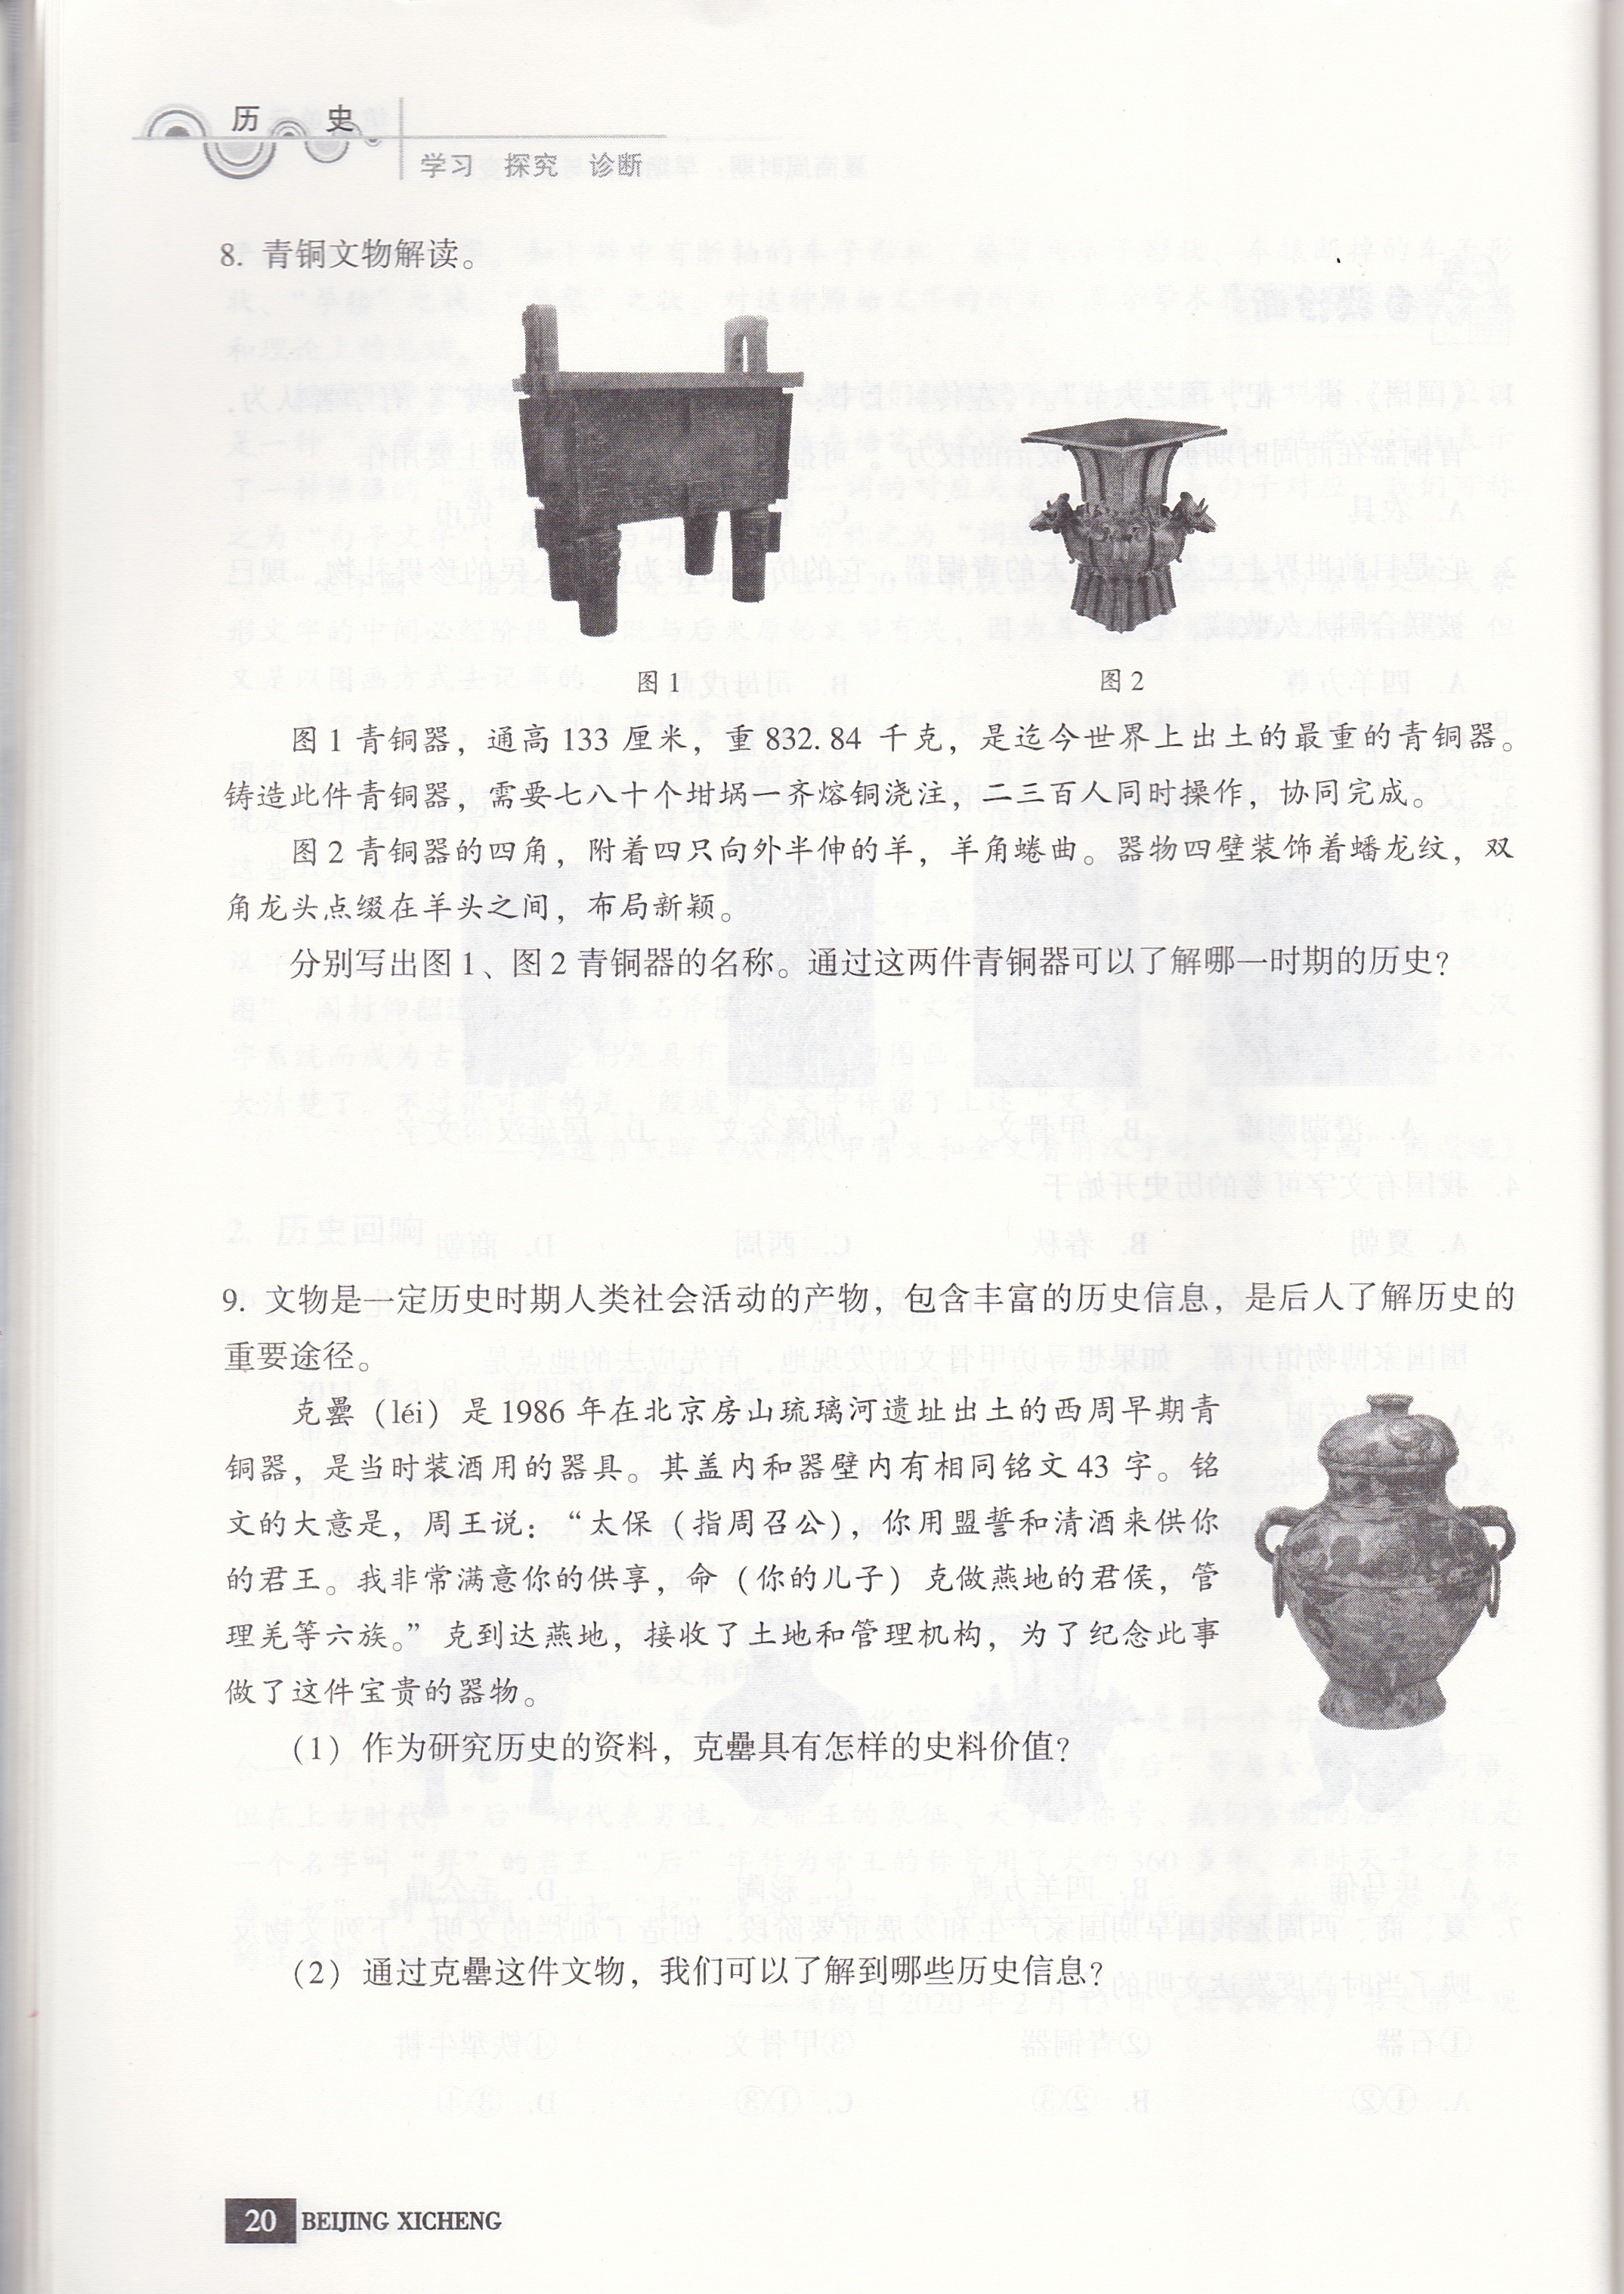 历 史
学习 探究 诊断
8. 青铜文物解读。
图 1
图 2
图 1 青铜器，通高 133 厘米，重 832.84 千克，是迄今世界上出土的最重的青铜器。
铸造此件青铜器，需要七八十个坩埚一齐熔铜浇注，二三百人同时操作，协同完成。
图 2 青铜器的四角，附着四只向外半伸的羊，羊角蜷曲。器物四壁装饰着蟠龙纹，双
角龙头点缀在羊头之间，布局新颖。
分别写出图 1、图 2 青铜器的名称。通过这两件青铜器可以了解哪一时期的历史？
9. 文物是一定历史时期人类社会活动的产物，包含丰富的历史信息，是后人了解历史的
重要途径。
克罍（léi）是 1986 年在北京房山琉璃河遗址出土的西周早期青
铜器，是当时装酒用的器具。其盖内和器壁内有相同铭文 43 字。铭
文的大意是，周王说：“太保（指周召公），你用盟誓和清酒来供你
的君王。我非常满意你的供享，命（你的儿子）克做燕地的君侯，管
理羌等六族。”克到达燕地，接收了土地和管理机构，为了纪念此事
做了这件宝贵的器物。
（1）作为研究历史的资料，克罍具有怎样的史料价值？
（2）通过克罍这件文物，我们可以了解到哪些历史信息？
20 BEIJING XICHENG